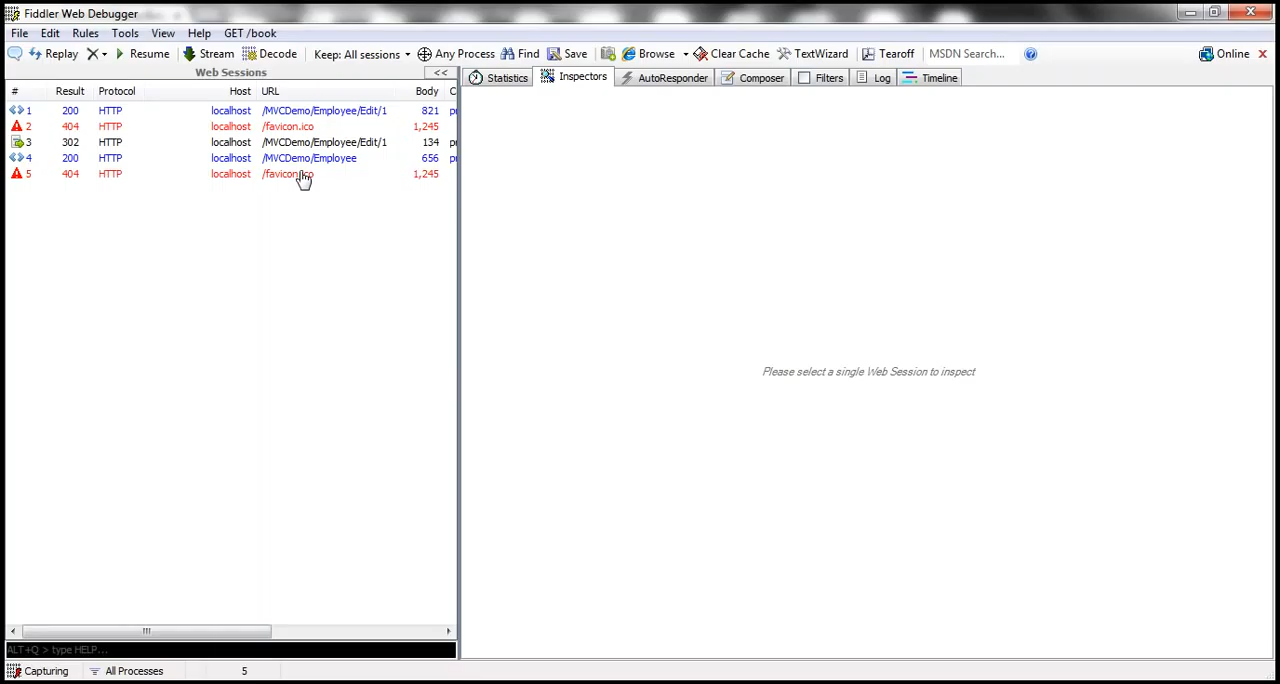 Fiddler Web Debugger
File Edit Rules Tools View Help GET /book
Replay Resume Stream Decode Keep: All sessions Any Process Find Save Browse Clear Cache TextWizard Tearoff MSDN Search... Online
Web Sessions <<
Statistics Inspectors AutoResponder Composer Filters Log Timeline
# Result Protocol Host URL Body C
1 200 HTTP localhost /MVCDemo/Employee/Edit/1 821 pr
2 404 HTTP localhost /favicon.ico 1,245
3 302 HTTP localhost /MVCDemo/Employee/Edit/1 134 pr
4 200 HTTP localhost /MVCDemo/Employee 656 pr
5 404 HTTP localhost /favicon.ico 1,245
Please select a single Web Session to inspect
ALT+Q > type HELP...
Capturing All Processes 5